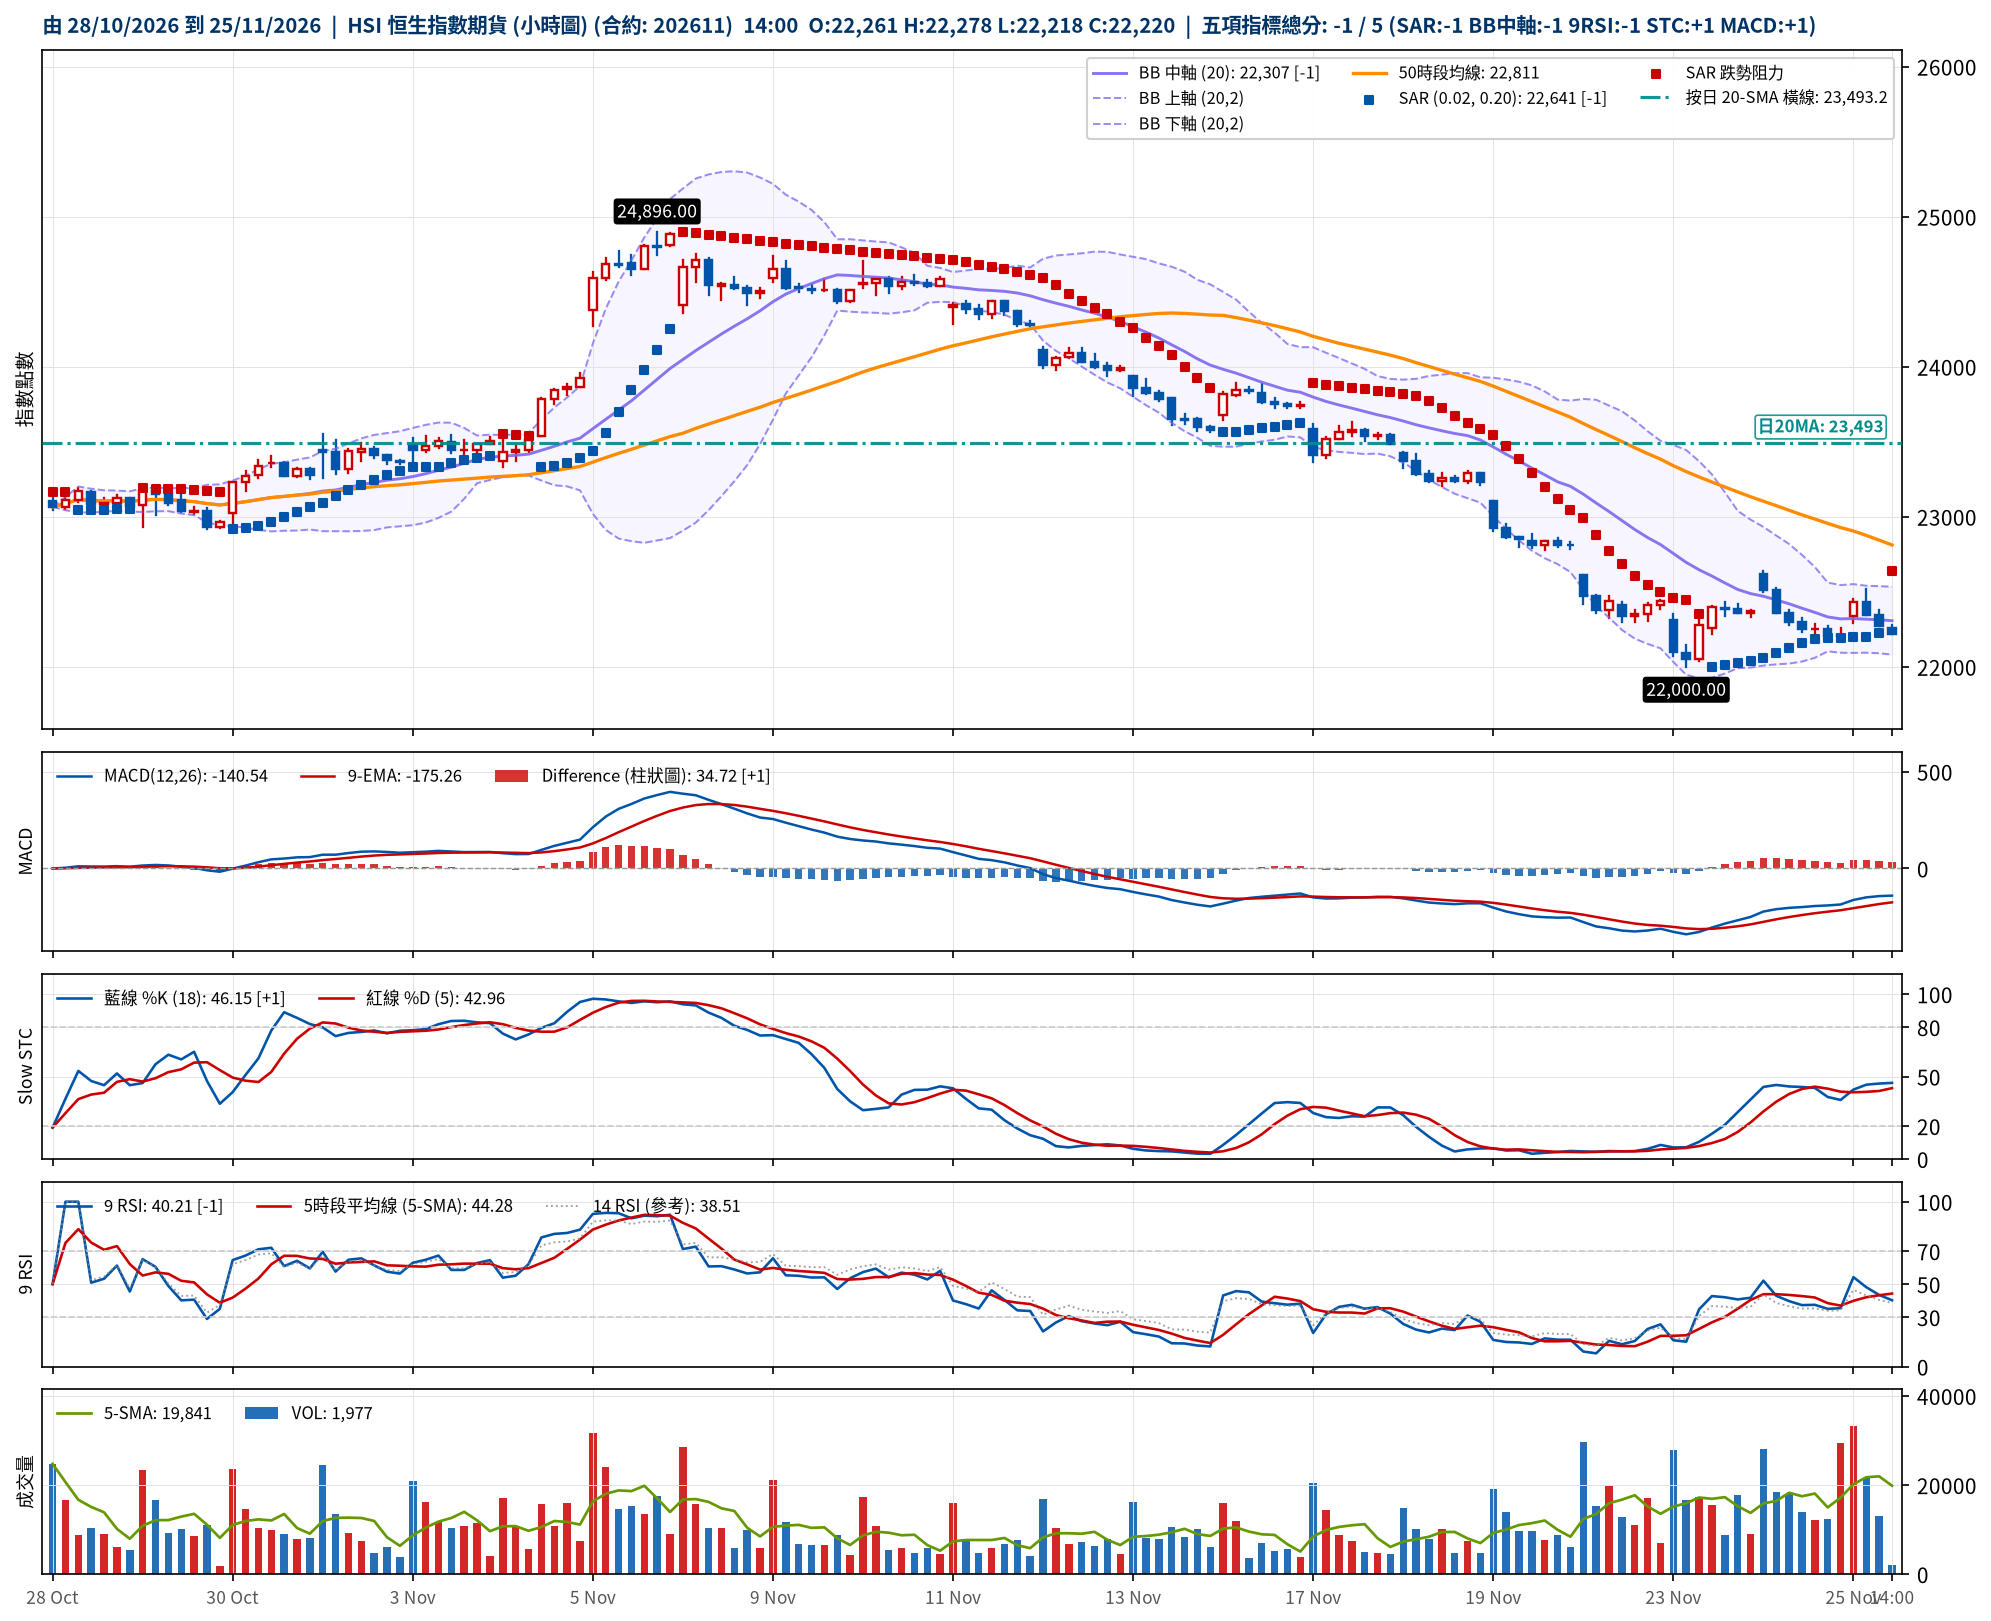 由 28/10/2026 到 25/11/2026 | HSI 恒生指數期貨 (小時圖) (合約: 202611) 14:00 O:22,261 H:22,278 L:22,218 C:22,220 | 五項指標總分: -1 / 5 (SAR:-1 BB中軸:-1 9RSI:-1 STC:+1 MACD:+1)
BB 中軸 (20): 22,307 [-1]
BB 上軸 (20,2)
BB 下軸 (20,2)
50時段均線: 22,811
SAR (0.02, 0.20): 22,641 [-1]
SAR 跌勢阻力
按日 20-SMA 橫線: 23,493.2
26000
25000
24000
23000
22000
指數點數
24,896.00
日20MA: 23,493
22,000.00
MACD(12,26): -140.54
9-EMA: -175.26
Difference (柱狀圖): 34.72 [+1]
MACD
500
0
藍線 %K (18): 46.15 [+1]
紅線 %D (5): 42.96
Slow STC
100
80
50
20
0
9 RSI: 40.21 [-1]
5時段平均線 (5-SMA): 44.28
14 RSI (參考): 38.51
9 RSI
100
70
50
30
0
5-SMA: 19,841
VOL: 1,977
成交量
40000
20000
0
28 Oct
30 Oct
3 Nov
5 Nov
9 Nov
11 Nov
13 Nov
17 Nov
19 Nov
23 Nov
25 Nov
14:00